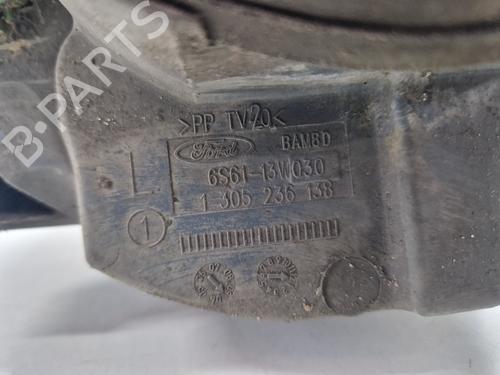 >PP TV20<
Ford
BAMBD
L
6S61-13W030
1 305 236 138
1
B-PARTS